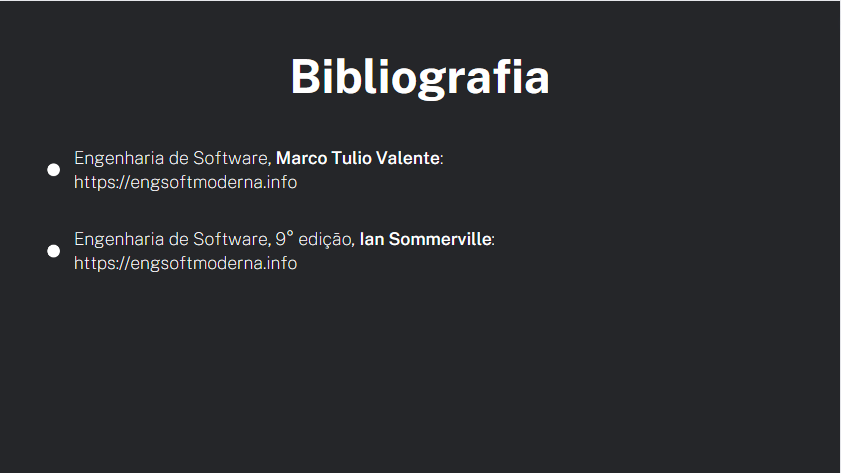 Bibliografia
Engenharia de Software, Marco Tulio Valente:
https://engsoftmoderna.info
Engenharia de Software, 9° edição, Ian Sommerville:
https://engsoftmoderna.info